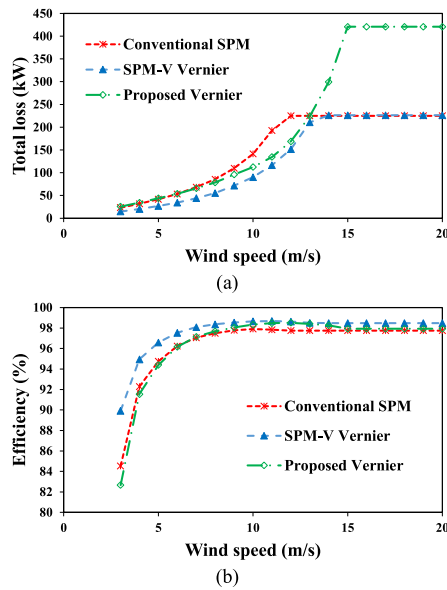 450
400
350
300
250
200
150
100
50
0
Total loss (kW)
Conventional SPM
SPM-V Vernier
Proposed Vernier
0 5 10 15 20
Wind speed (m/s)
(a)
100
98
96
94
92
90
88
86
84
82
80
Efficiency (%)
Conventional SPM
SPM-V Vernier
Proposed Vernier
0 5 10 15 20
Wind speed (m/s)
(b)